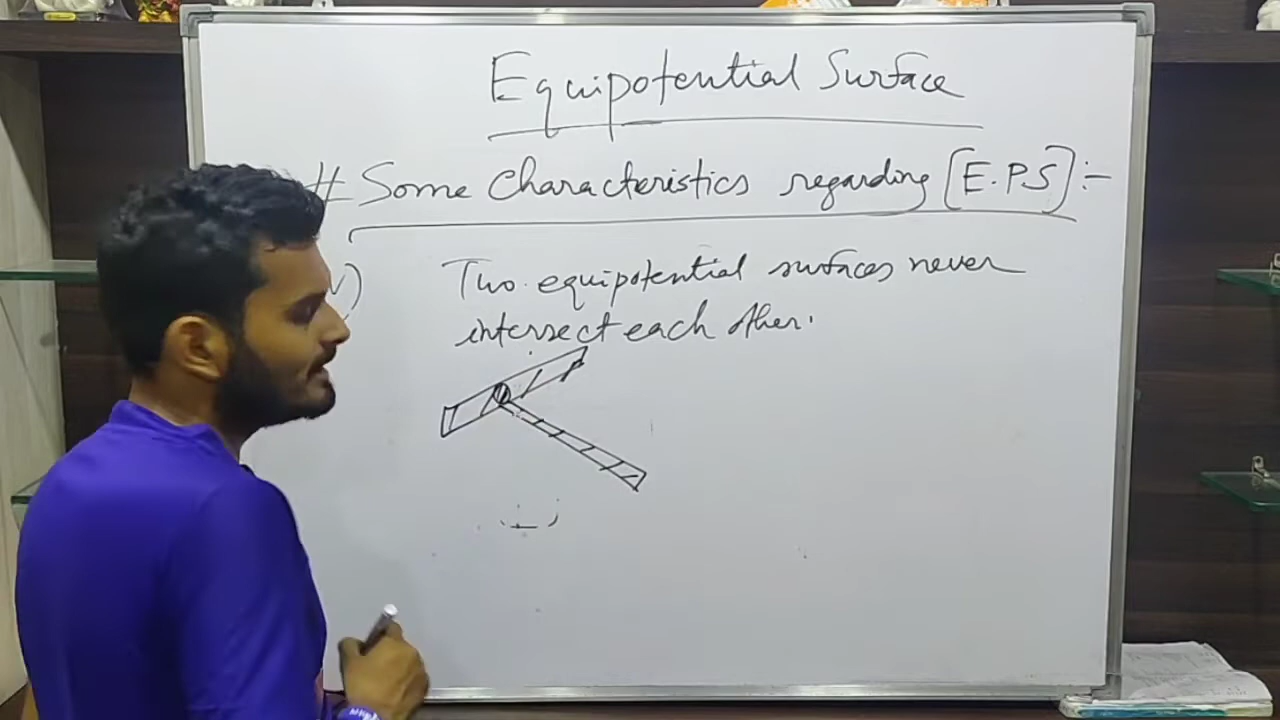 Equipotential Surface
# Some Characteristics regarding [E.P.S] :-
Two equipotential surfaces never
intersect each other.